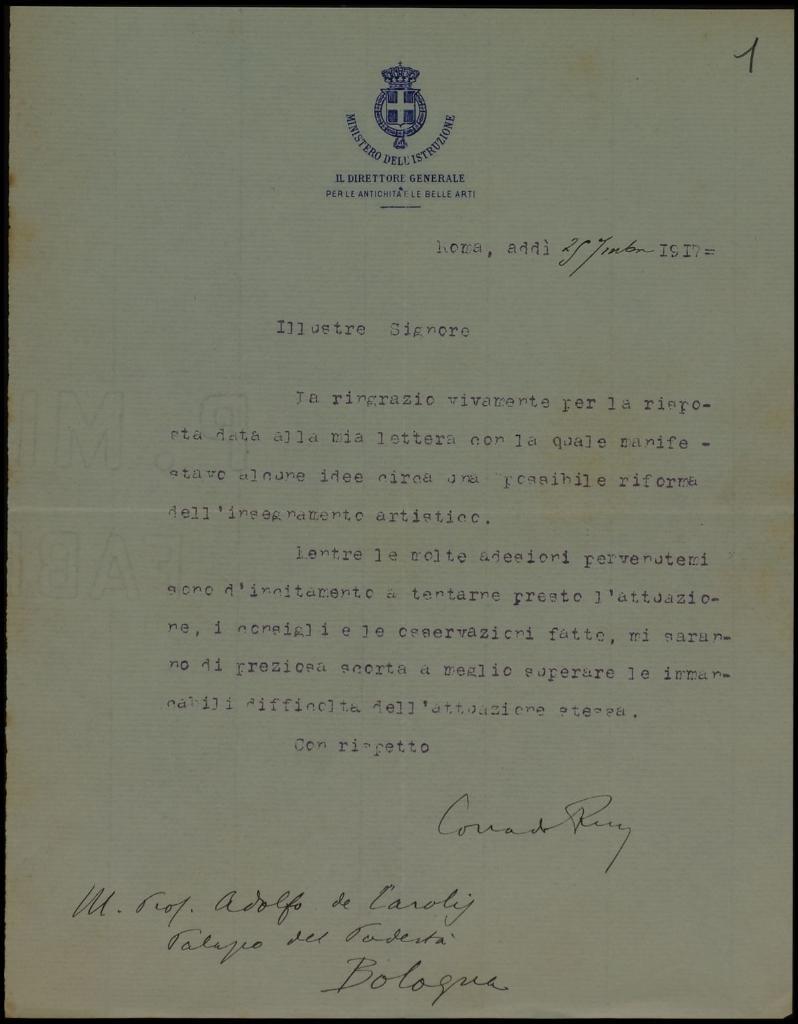 1
MINISTERO DELL'ISTRUZIONE
IL DIRETTORE GENERALE
PER LE ANTICHITÀ E LE BELLE ARTI
Roma, addì 25 7mbre 1917=
Illustre Signore
La ringrazio vivamente per la rispo-
sta data alla mia lettera con la quale manife-
stavo alcune idee circa una possibile riforma
dell'insegnamento artistico.
Mentre le molte adesioni pervenutemi
sono d'incitamento a tentarne presto l'attuazio-
ne, i consigli e le osservazioni fatte, mi saran-
no di preziosa scorta a meglio superare le imman-
cabili difficoltà dell'attuazione stessa.
Con rispetto
Corrado Ricci
Ill. Prof. Adolfo de Carolis
Palazzo del Podestà
Bologna